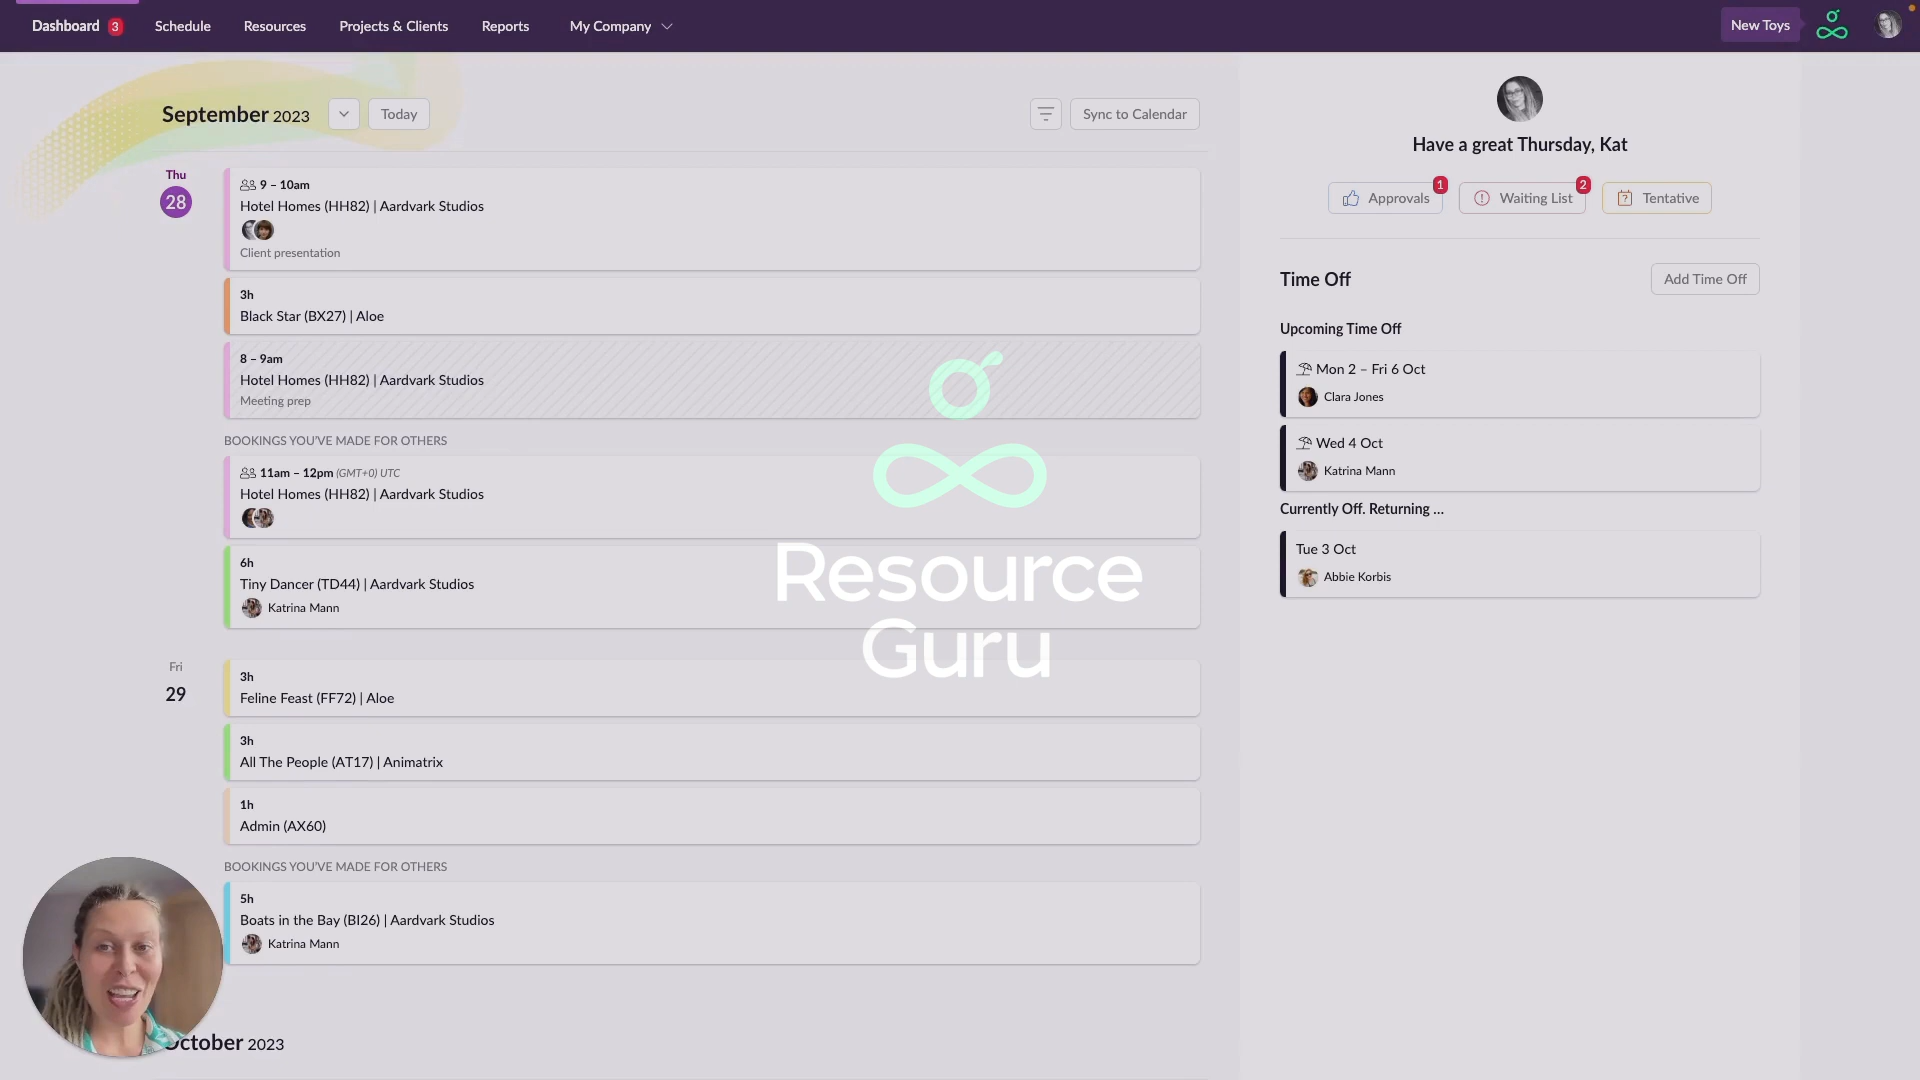 Dashboard 3 Schedule Resources Projects & Clients Reports My Company New Toys
September 2023 Today Sync to Calendar
Thu
28
9 – 10am
Hotel Homes (HH82) | Aardvark Studios
Client presentation
3h
Black Star (BX27) | Aloe
8 – 9am
Hotel Homes (HH82) | Aardvark Studios
Meeting prep
BOOKINGS YOU'VE MADE FOR OTHERS
11am – 12pm (GMT+0) UTC
Hotel Homes (HH82) | Aardvark Studios
6h
Tiny Dancer (TD44) | Aardvark Studios
Katrina Mann
Fri
29
3h
Feline Feast (FF72) | Aloe
3h
All The People (AT17) | Animatrix
1h
Admin (AX60)
BOOKINGS YOU'VE MADE FOR OTHERS
5h
Boats in the Bay (BI26) | Aardvark Studios
Katrina Mann
October 2023
Resource
Guru
Have a great Thursday, Kat
Approvals 1 Waiting List 2 Tentative
Time Off Add Time Off
Upcoming Time Off
Mon 2 – Fri 6 Oct
Clara Jones
Wed 4 Oct
Katrina Mann
Currently Off. Returning ...
Tue 3 Oct
Abbie Korbis